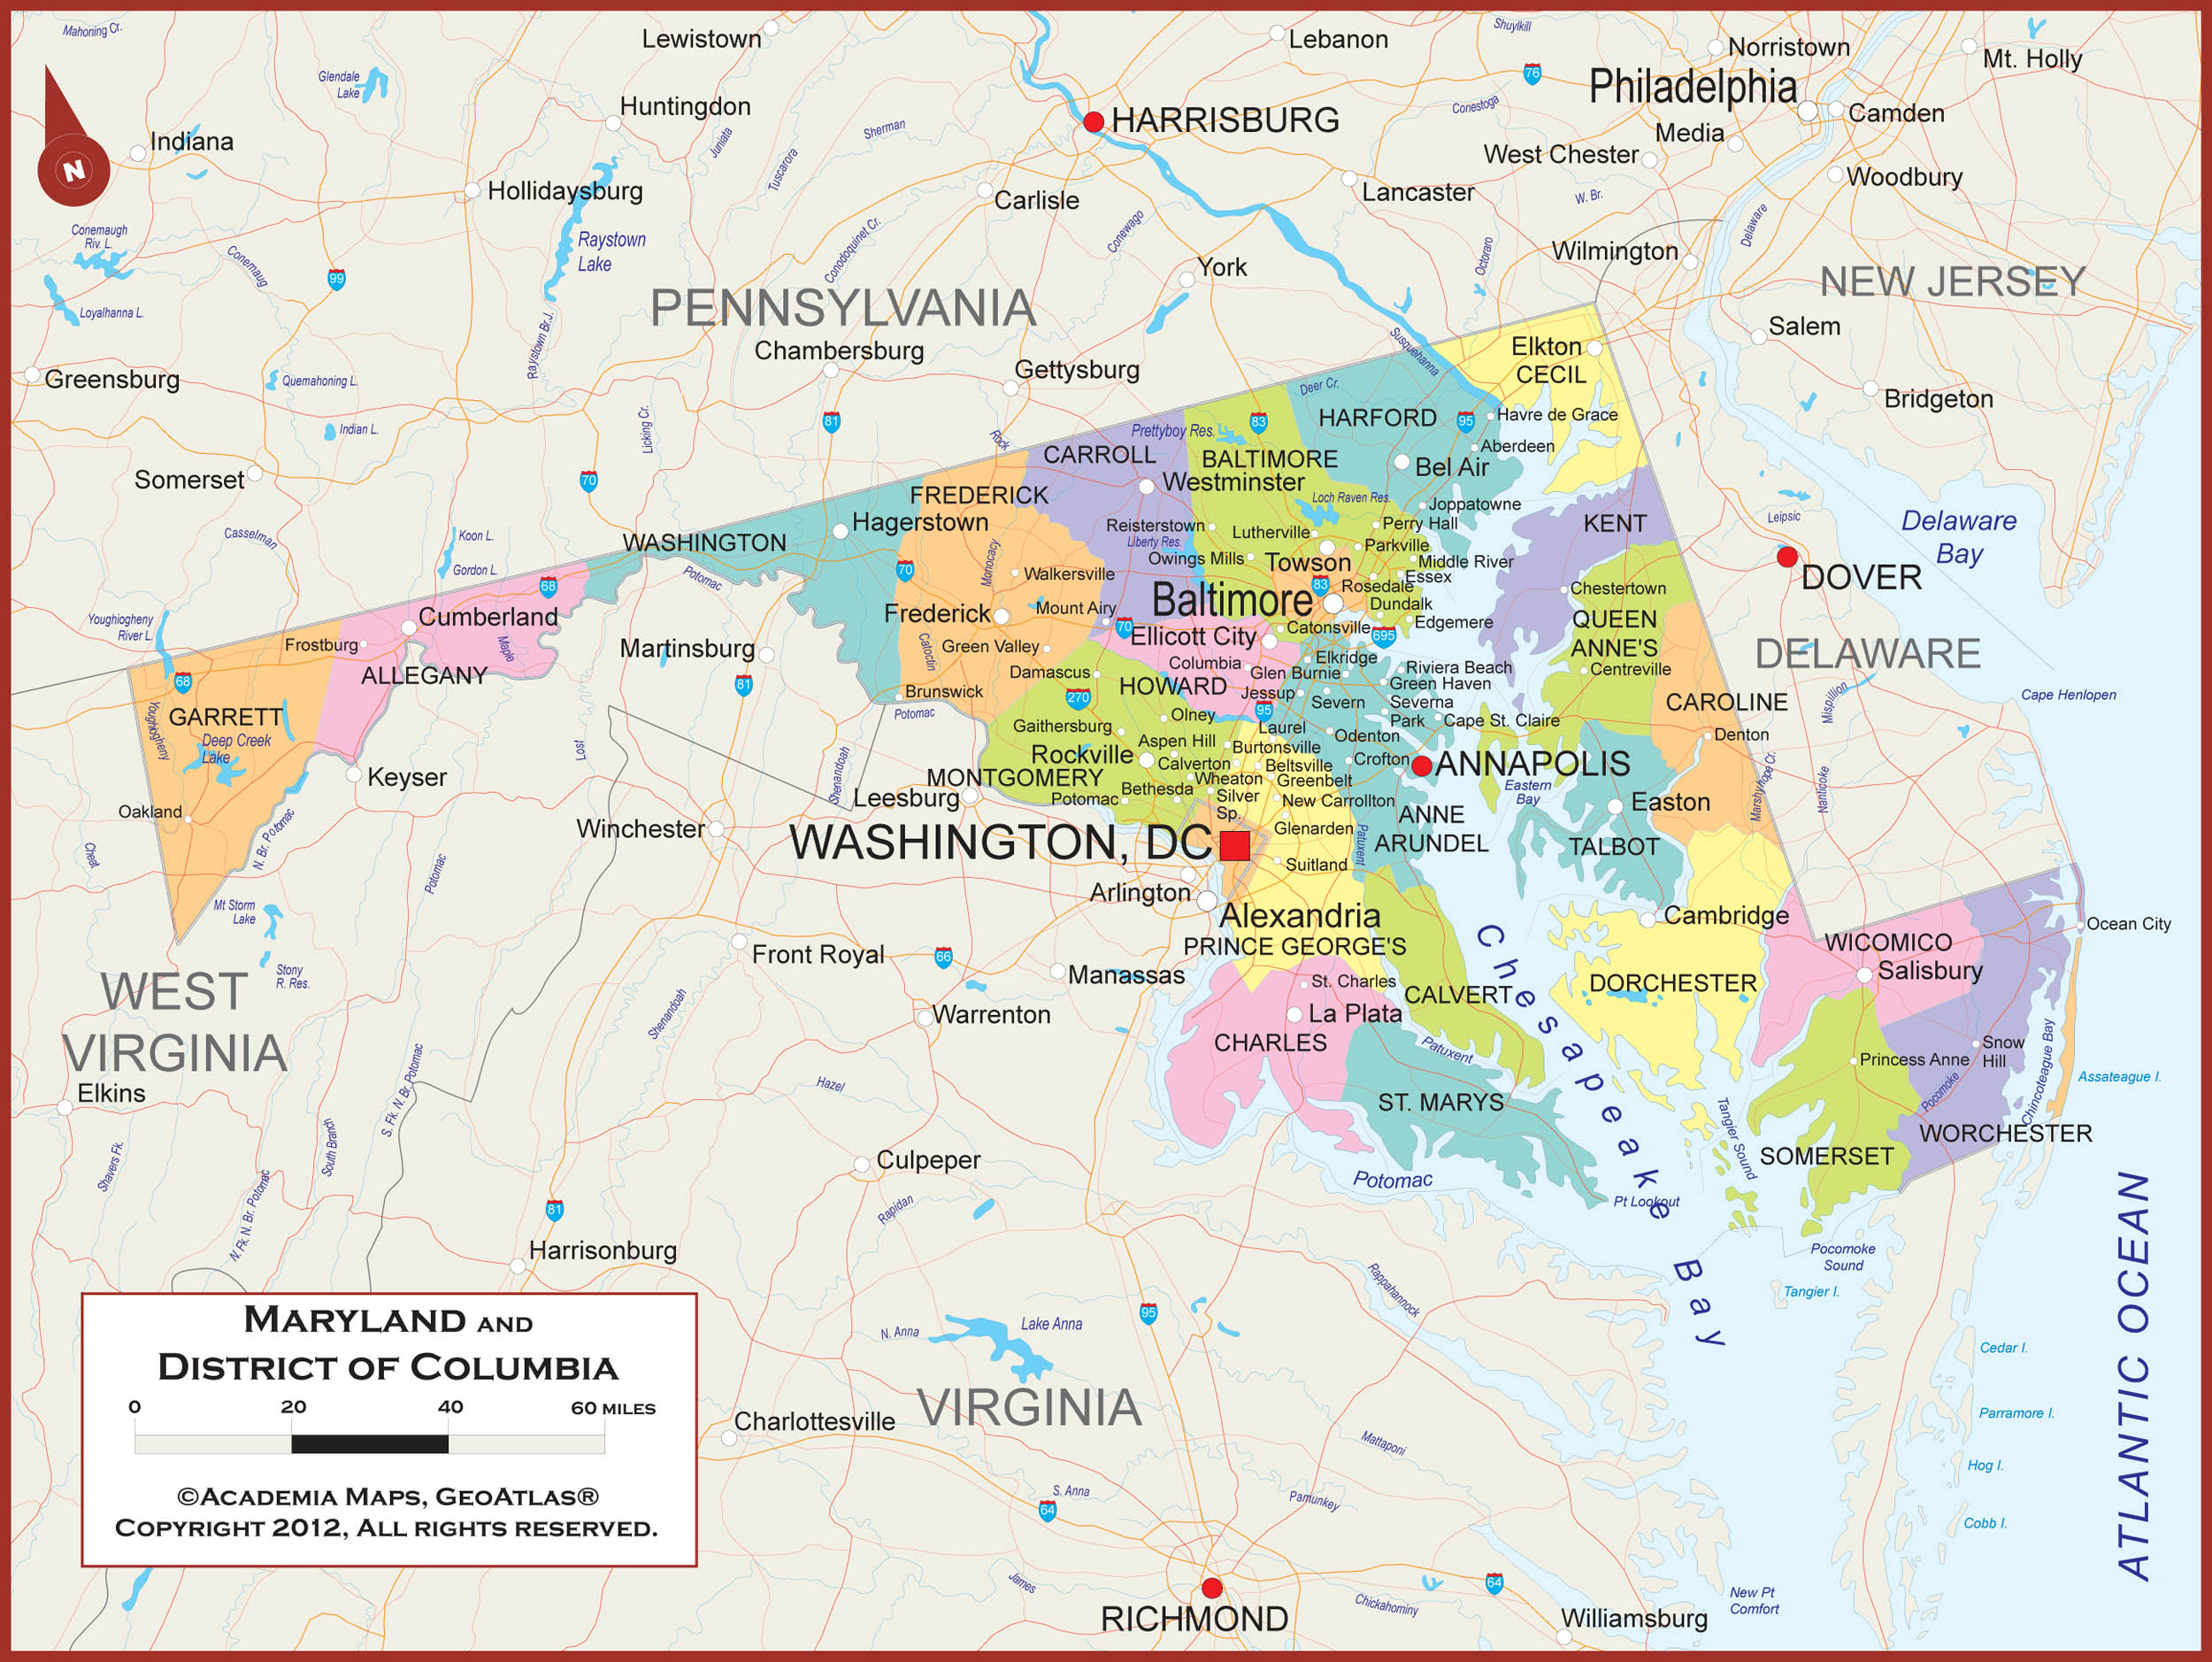 Mahoning Cr.
Lewistown
Lebanon
Shuylkill
Norristown
Mt. Holly
Glendale
Lake
76
Philadelphia
Huntingdon
Conestoga
Camden
HARRISBURG
Sherman
Juniata
Media
Indiana
West Chester
N
Tuscarora
Woodbury
Hollidaysburg
Carlisle
Lancaster
W. Br.
Conemaugh
Riv. L.
Raystown
Lake
Conodoquinet Cr.
Conewago
Octoraro
Delaware
Wilmington
Conemaug
99
York
NEW JERSEY
Loyalhanna L.
PENNSYLVANIA
Salem
Raystown Br.J.
Chambersburg
Susquehanna
Elkton
CECIL
Greensburg
Quemahoning L.
Gettysburg
Deer Cr.
Bridgeton
81
83
HARFORD
95
Havre de Grace
Indian L.
Licking Cr.
Rock
Prettyboy Res.
CARROLL
BALTIMORE
Aberdeen
Bel Air
Somerset
70
Westminster
FREDERICK
Loch Raven Res.
Joppatowne
Hagerstown
Reisterstown
Liberty Res.
Lutherville
Perry Hall
KENT
Leipsic
Delaware
Bay
Casselman
Koon L.
WASHINGTON
Owings Mills
Towson
Parkville
Middle River
Gordon L.
Potomac
70
Monocacy
Walkersville
83
Rosedale
Essex
DOVER
68
Baltimore
Chestertown
Youghiogheny
River L.
Cumberland
Frederick
Mount Airy
Dundalk
QUEEN
ANNE'S
Edgemere
70
Catonsville
Frostburg
Maple
Martinsburg
Catoctin
Green Valley
Ellicott City
695
DELAWARE
ALLEGANY
Damascus
Columbia
Elkridge
Glen Burnie
Riviera Beach
Green Haven
Centreville
68
81
Brunswick
270
HOWARD
Jessup
Severn
Severna
Park
CAROLINE
Mispillion
Cape Henlopen
GARRETT
Youghiogheny
Potomac
Olney
95
Cape St. Claire
Deep Creek
Lake
Gaithersburg
Laurel
Odenton
Denton
Lost
Shenandoah
Aspen Hill
Burtonsville
Rockville
Calverton
Beltsville
Crofton
ANNAPOLIS
Keyser
MONTGOMERY
Wheaton
Greenbelt
Eastern
Bay
Marshyhope Cr.
Nanticoke
Leesburg
Potomac
Bethesda
Silver
Sp.
New Carrollton
Easton
Oakland
ANNE
ARUNDEL
Winchester
Glenarden
N. Br. Potomac
Cheat
WASHINGTON, DC
Patuxent
TALBOT
Suitland
Potomac
Arlington
Mt Storm
Lake
Alexandria
Cambridge
Ocean City
PRINCE GEORGE'S
WICOMICO
Front Royal
66
Manassas
Stony
R. Res.
St. Charles
CALVERT
DORCHESTER
Salisbury
WEST
VIRGINIA
Shenandoah
Warrenton
La Plata
CHARLES
Chesapeake Bay
Patuxent
Princess Anne
Snow
Hill
Chincoteague Bay
Assateague I.
Elkins
S. Fk. N. Br. Potomac
Hazel
ST. MARYS
Pocomoke
Tangier Sound
WORCHESTER
Shavers Fk.
South Branch
Culpeper
SOMERSET
N. Fk. N. Br. Potomac
Potomac
Pt Lookout
81
Rapidan
Harrisonburg
Pocomoke
Sound
Rappahannock
Tangier I.
MARYLAND AND
DISTRICT OF COLUMBIA
0 20 40 60 MILES
©ACADEMIA MAPS, GEOATLAS®
COPYRIGHT 2012, ALL RIGHTS RESERVED.
95
N. Anna
Lake Anna
Cedar I.
VIRGINIA
Charlottesville
Parramore I.
Mattaponi
Hog I.
S. Anna
64
Pamunkey
Cobb I.
ATLANTIC OCEAN
James
64
New Pt
Comfort
Chickahominy
RICHMOND
Williamsburg